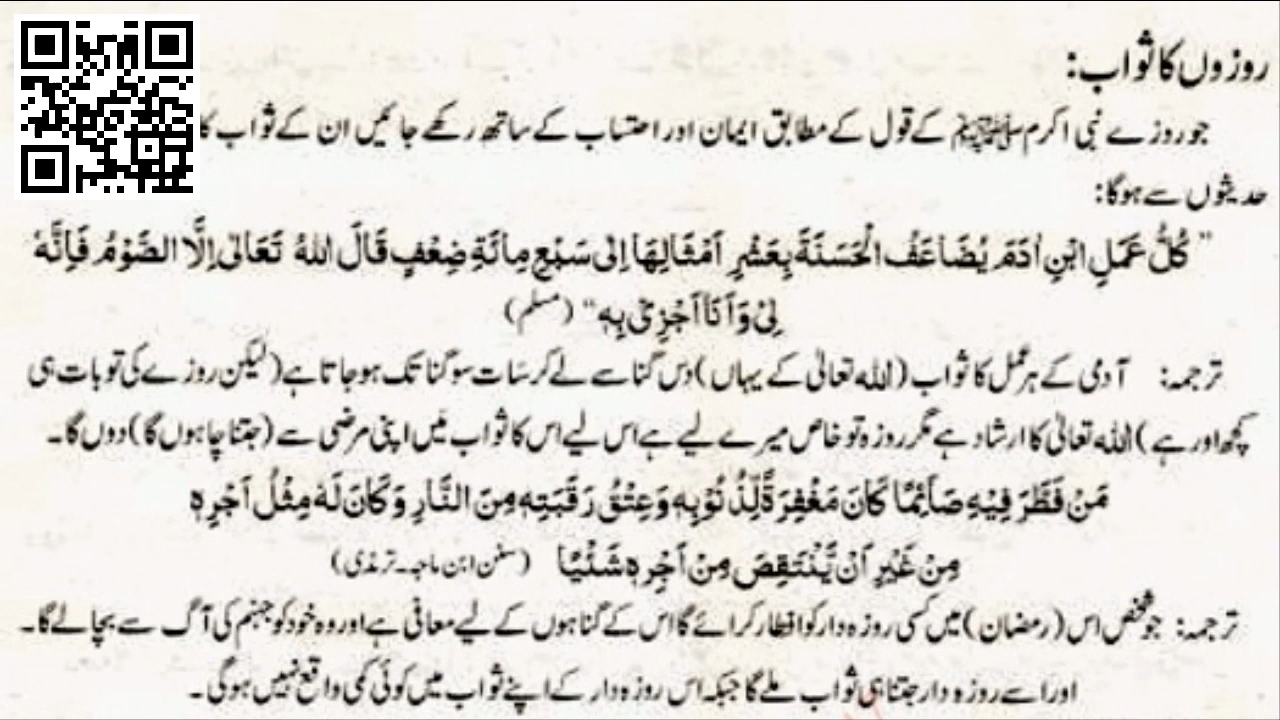 روزوں کا ثواب:
جو روزے نبی اکرم ﷺ کے قول کے مطابق ایمان اور احتساب کے ساتھ رکھے جائیں ان کے ثواب کا
حدیثوں سے ہوگا:
"كُلُّ عَمَلِ ابْنِ اٰدَمَ يُضَاعَفُ الْحَسَنَةَ بِعَشْرِ اَمْثَالِهَا اِلٰى سَبْعِ مِائَةِ ضِعْفٍ قَالَ اللهُ تَعَالٰى اِلَّا الصَّوْمُ فَاِنَّهٗ
لِىْ وَاَنَا اَجْزِىْ بِهٖ" (مسلم)
ترجمہ: آدمی کے ہر عمل کا ثواب (اللہ تعالٰی کے یہاں) دس گنا سے لے کر سات سو گنا تک ہو جاتا ہے (لیکن روزے کی تو بات ہی
کچھ اور ہے) اللہ تعالٰی کا ارشاد ہے مگر روزہ تو خاص میرے لیے ہے اس لیے اس کا ثواب میں اپنی مرضی سے (جتنا چاہوں گا) دوں گا۔
مَنْ فَطَّرَ فِيْهِ صَائِمًا كَانَ مَغْفِرَةً لِّذُنُوْبِهٖ وَعِتْقُ رَقَبَتِهٖ مِنَ النَّارِ وَكَانَ لَهٗ مِثْلُ اَجْرِهٖ
مِنْ غَيْرِ اَنْ يَّنْتَقِصَ مِنْ اَجْرِهٖ شَئْيًا (سنن ابن ماجہ۔ ترمذی)
ترجمہ: جو شخص اس (رمضان) میں کسی روزہ دار کو افطار کرائے گا اس کے گناہوں کے لیے معافی ہے اور وہ خود کو جہنم کی آگ سے بچالے گا۔
اور اسے روزہ دار جتنا ہی ثواب ملے گا جبکہ اس روزہ دار کے اپنے ثواب میں کوئی کمی واقع نہیں ہوگی۔